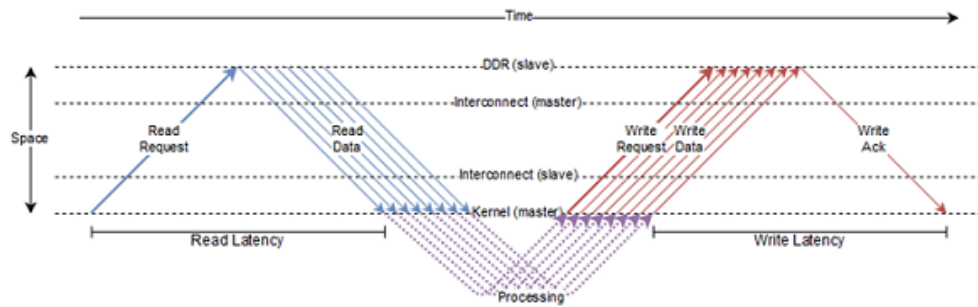 Time
DDR (slave)
Interconnect (master)
Space
Read
Request
Read
Data
Write
Request
Write
Data
Write
Ack
Interconnect (slave)
Kernel (master)
Read Latency
Write Latency
Processing